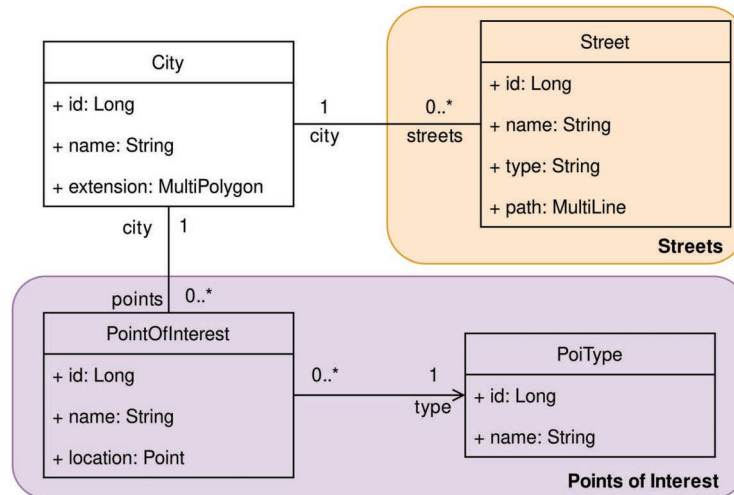 City
+ id: Long
+ name: String
+ extension: MultiPolygon
1
city
0..*
streets
Street
+ id: Long
+ name: String
+ type: String
+ path: MultiLine
Streets
city
1
points
0..*
PointOfInterest
+ id: Long
+ name: String
+ location: Point
0..*
1
type
PoiType
+ id: Long
+ name: String
Points of Interest